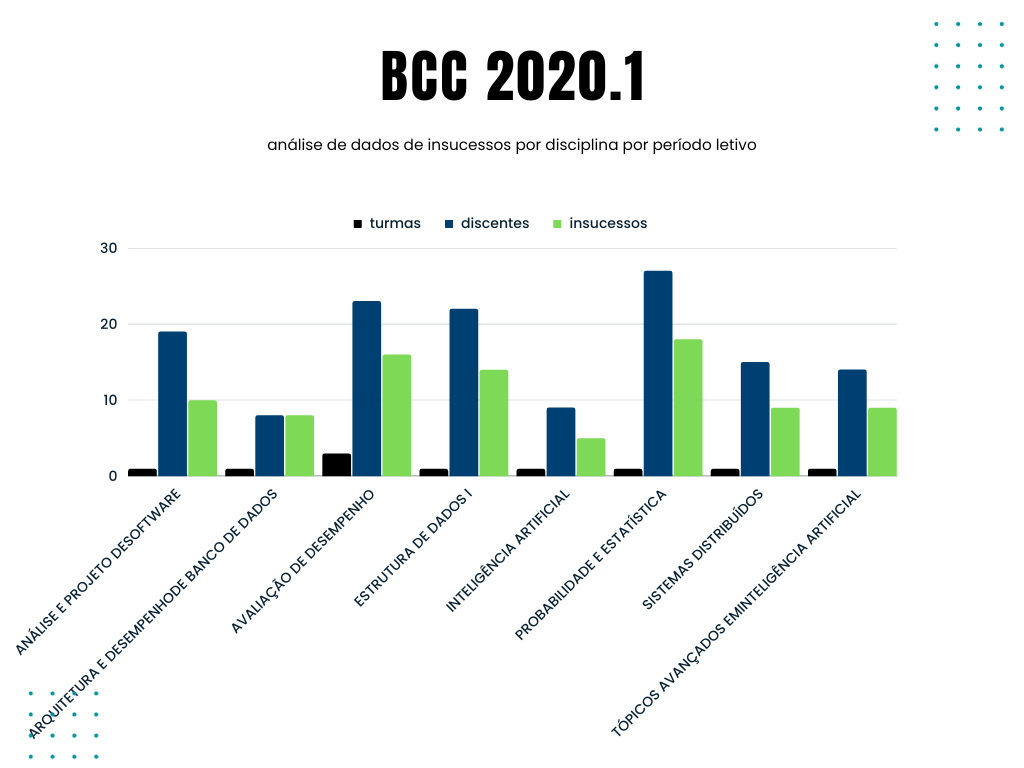 BCC 2020.1
análise de dados de insucessos por disciplina por período letivo
turmas discentes insucessos
30
20
10
0
ANÁLISE E PROJETO DESOFTWARE
ARQUITETURA E DESEMPENHODE BANCO DE DADOS
AVALIAÇÃO DE DESEMPENHO
ESTRUTURA DE DADOS I
INTELIGÊNCIA ARTIFICIAL
PROBABILIDADE E ESTATÍSTICA
SISTEMAS DISTRIBUÍDOS
TÓPICOS AVANÇADOS EMINTELIGÊNCIA ARTIFICIAL